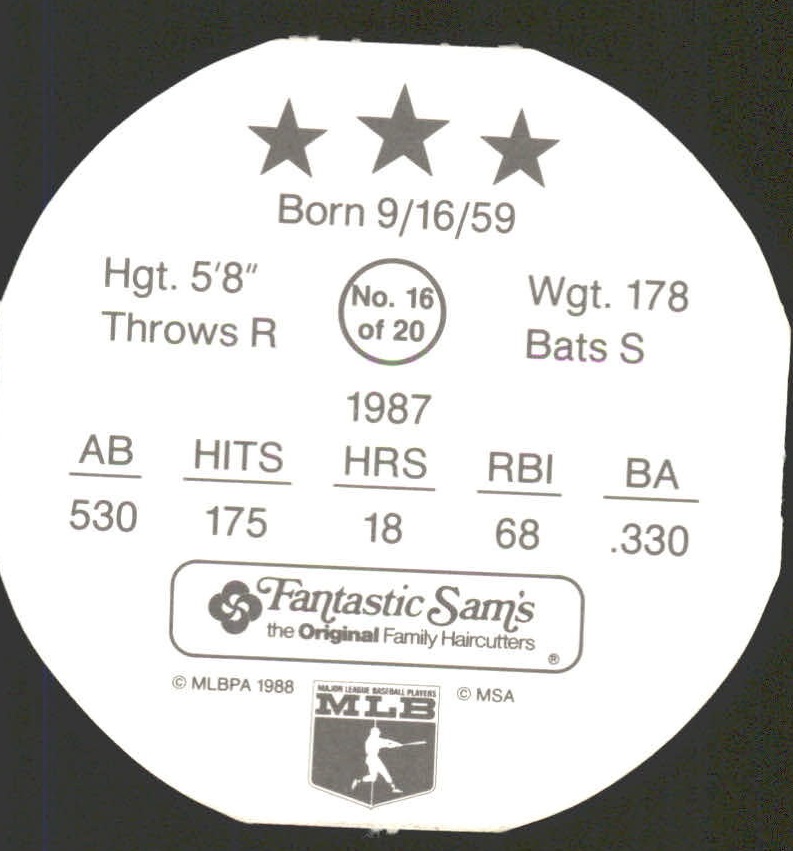 Born 9/16/59
Hgt. 5'8"
Throws R
No. 16
of 20
Wgt. 178
Bats S
1987
AB HITS HRS RBI BA
530 175 18 68 .330
Fantastic Sam's
the Original Family Haircutters
®
© MLBPA 1988
MAJOR LEAGUE BASEBALL PLAYERS
MLB
© MSA